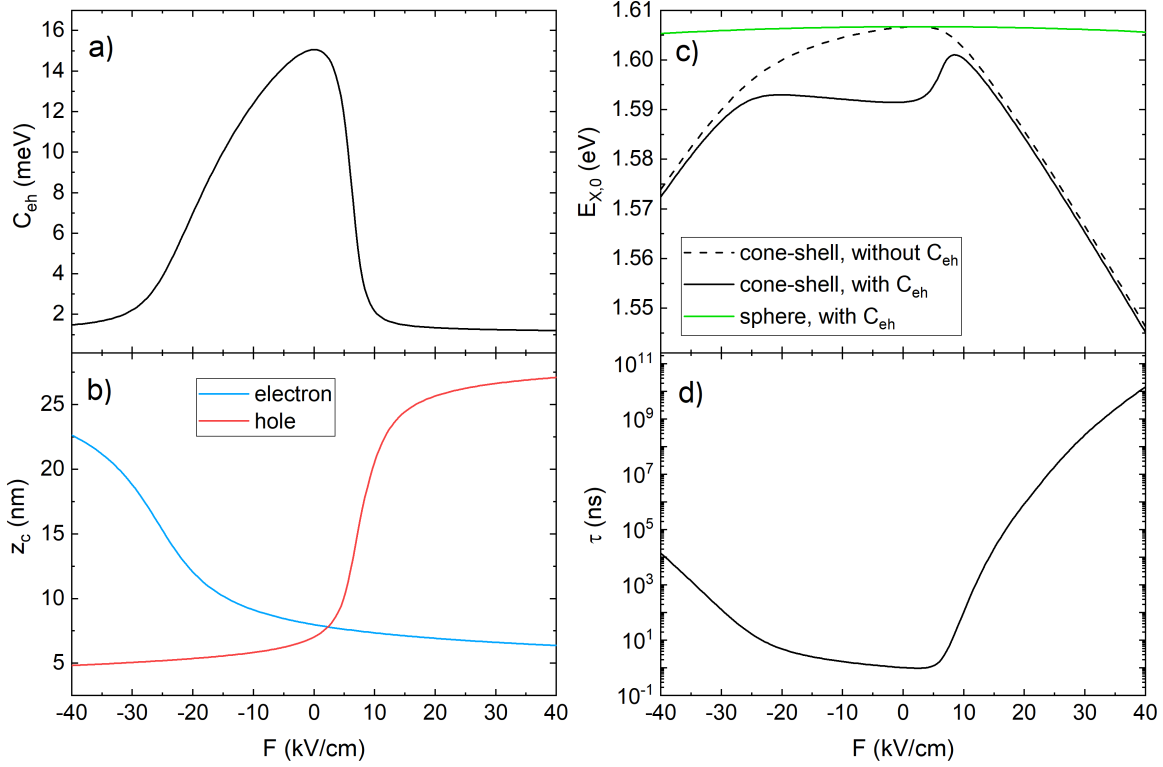 a)
16
14
12
10
8
6
4
2
C_eh (meV)
b)
electron
hole
25
20
15
10
5
z_c (nm)
-40 -30 -20 -10 0 10 20 30 40
F (kV/cm)
c)
1.61
1.60
1.59
1.58
1.57
1.56
1.55
E_X,0 (eV)
cone-shell, without C_eh
cone-shell, with C_eh
sphere, with C_eh
d)
10^11
10^9
10^7
10^5
10^3
10^1
10^-1
τ (ns)
-40 -30 -20 -10 0 10 20 30 40
F (kV/cm)